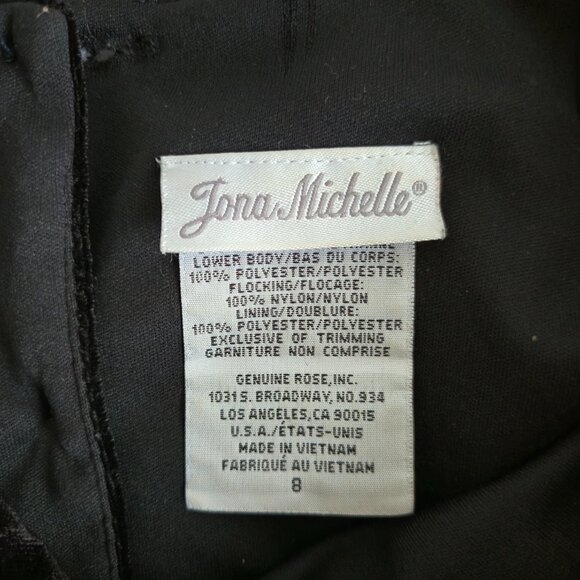 Jona Michelle®
LOWER BODY/BAS DU CORPS:
100% POLYESTER/POLYESTER
FLOCKING/FLOCAGE:
100% NYLON/NYLON
LINING/DOUBLURE:
100% POLYESTER/POLYESTER
EXCLUSIVE OF TRIMMING
GARNITURE NON COMPRISE
GENUINE ROSE, INC.
1031 S. BROADWAY, NO.934
LOS ANGELES, CA 90015
U.S.A./ÉTATS-UNIS
MADE IN VIETNAM
FABRIQUÉ AU VIETNAM
8